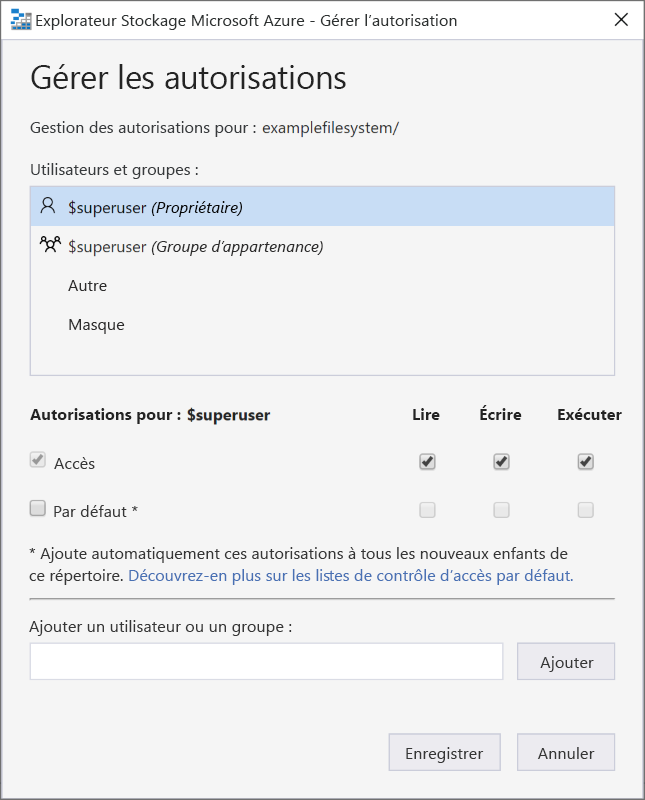 Explorateur Stockage Microsoft Azure - Gérer l’autorisation
Gérer les autorisations
Gestion des autorisations pour : examplefilesystem/
Utilisateurs et groupes :
$superuser (Propriétaire)
$superuser (Groupe d’appartenance)
Autre
Masque
Autorisations pour : $superuser Lire Écrire Exécuter
Accès
Par défaut *
* Ajoute automatiquement ces autorisations à tous les nouveaux enfants de
ce répertoire. Découvrez-en plus sur les listes de contrôle d’accès par défaut.
Ajouter un utilisateur ou un groupe :
Ajouter
Enregistrer Annuler